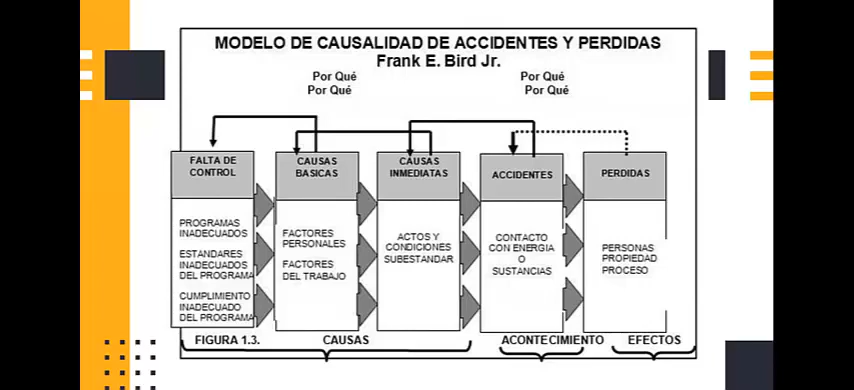 MODELO DE CAUSALIDAD DE ACCIDENTES Y PERDIDAS
Frank E. Bird Jr.
Por Qué
Por Qué
Por Qué
Por Qué
FALTA DE
CONTROL
CAUSAS
BASICAS
CAUSAS
INMEDIATAS
ACCIDENTES
PERDIDAS
PROGRAMAS
INADECUADOS
ESTANDARES
INADECUADOS
DEL PROGRAMA
CUMPLIMIENTO
INADECUADO
DEL PROGRAMA
FACTORES
PERSONALES
FACTORES
DEL TRABAJO
ACTOS Y
CONDICIONES
SUBESTANDAR
CONTACTO
CON ENERGIA
O
SUSTANCIAS
PERSONAS
PROPIEDAD
PROCESO
FIGURA 1.3.
CAUSAS
ACONTECIMIENTO
EFECTOS